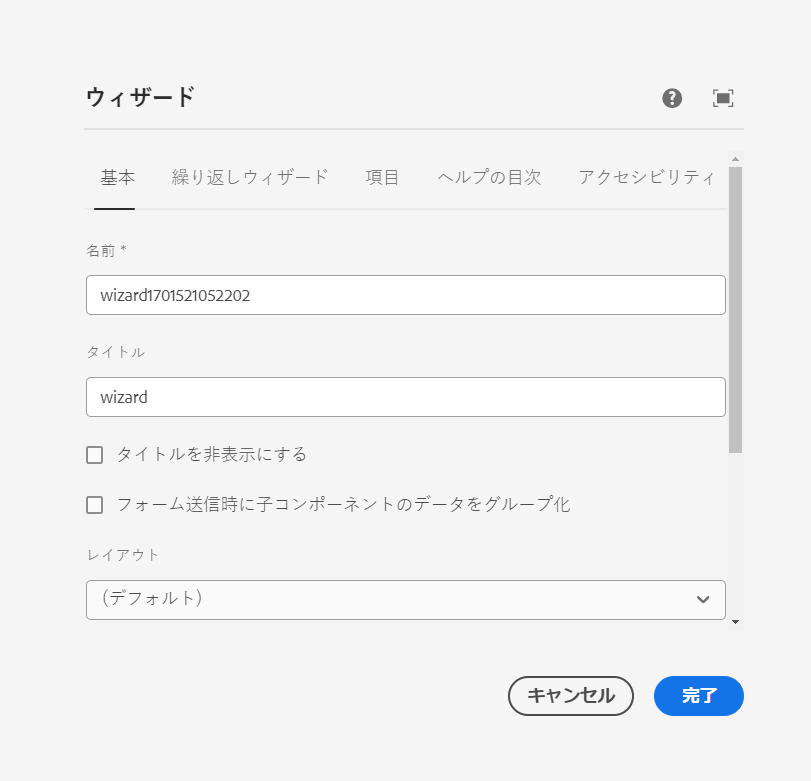 ウィザード
基本 繰り返しウィザード 項目 ヘルプの目次 アクセシビリティ
名前 *
wizard1701521052202
タイトル
wizard
タイトルを非表示にする
フォーム送信時に子コンポーネントのデータをグループ化
レイアウト
（デフォルト）
キャンセル 完了